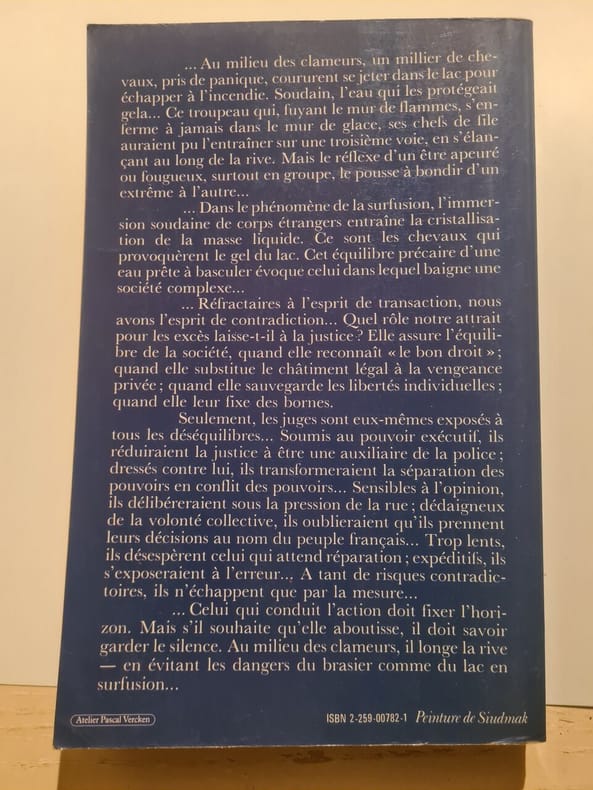 ... Au milieu des clameurs, un millier de che-
vaux, pris de panique, coururent se jeter dans le lac pour
échapper à l'incendie. Soudain, l'eau qui les protégeait
gela... Ce troupeau qui, fuyant le mur de flammes, s'en-
ferme à jamais dans le mur de glace, ses chefs de file
auraient pu l'entraîner sur une troisième voie, en s'élan-
çant au long de la rive. Mais le réflexe d'un être apeuré
ou fougueux, surtout en groupe, le pousse à bondir d'un
extrême à l'autre...
... Dans le phénomène de la surfusion, l'immer-
sion soudaine de corps étrangers entraîne la cristallisa-
tion de la masse liquide. Ce sont les chevaux qui
provoquèrent le gel du lac. Cet équilibre précaire d'une
eau prête à basculer évoque celui dans lequel baigne une
société complexe...
... Réfractaires à l'esprit de transaction, nous
avons l'esprit de contradiction... Quel rôle notre attrait
pour les excès laisse-t-il à la justice ? Elle assure l'équili-
bre de la société, quand elle reconnaît « le bon droit » ;
quand elle substitue le châtiment légal à la vengeance
privée ; quand elle sauvegarde les libertés individuelles ;
quand elle leur fixe des bornes.
Seulement, les juges sont eux-mêmes exposés à
tous les déséquilibres... Soumis au pouvoir exécutif, ils
réduiraient la justice à être une auxiliaire de la police ;
dressés contre lui, ils transformeraient la séparation des
pouvoirs en conflit des pouvoirs... Sensibles à l'opinion,
ils délibéreraient sous la pression de la rue ; dédaigneux
de la volonté collective, ils oublieraient qu'ils prennent
leurs décisions au nom du peuple français... Trop lents,
ils désespèrent celui qui attend réparation ; expéditifs, ils
s'exposeraient à l'erreur... A tant de risques contradic-
toires, ils n'échappent que par la mesure...
... Celui qui conduit l'action doit fixer l'hori-
zon. Mais s'il souhaite qu'elle aboutisse, il doit savoir
garder le silence. Au milieu des clameurs, il longe la rive
— en évitant les dangers du brasier comme du lac en
surfusion...
Atelier Pascal Vercken
ISBN 2-259-00782-1 Peinture de Siudmak